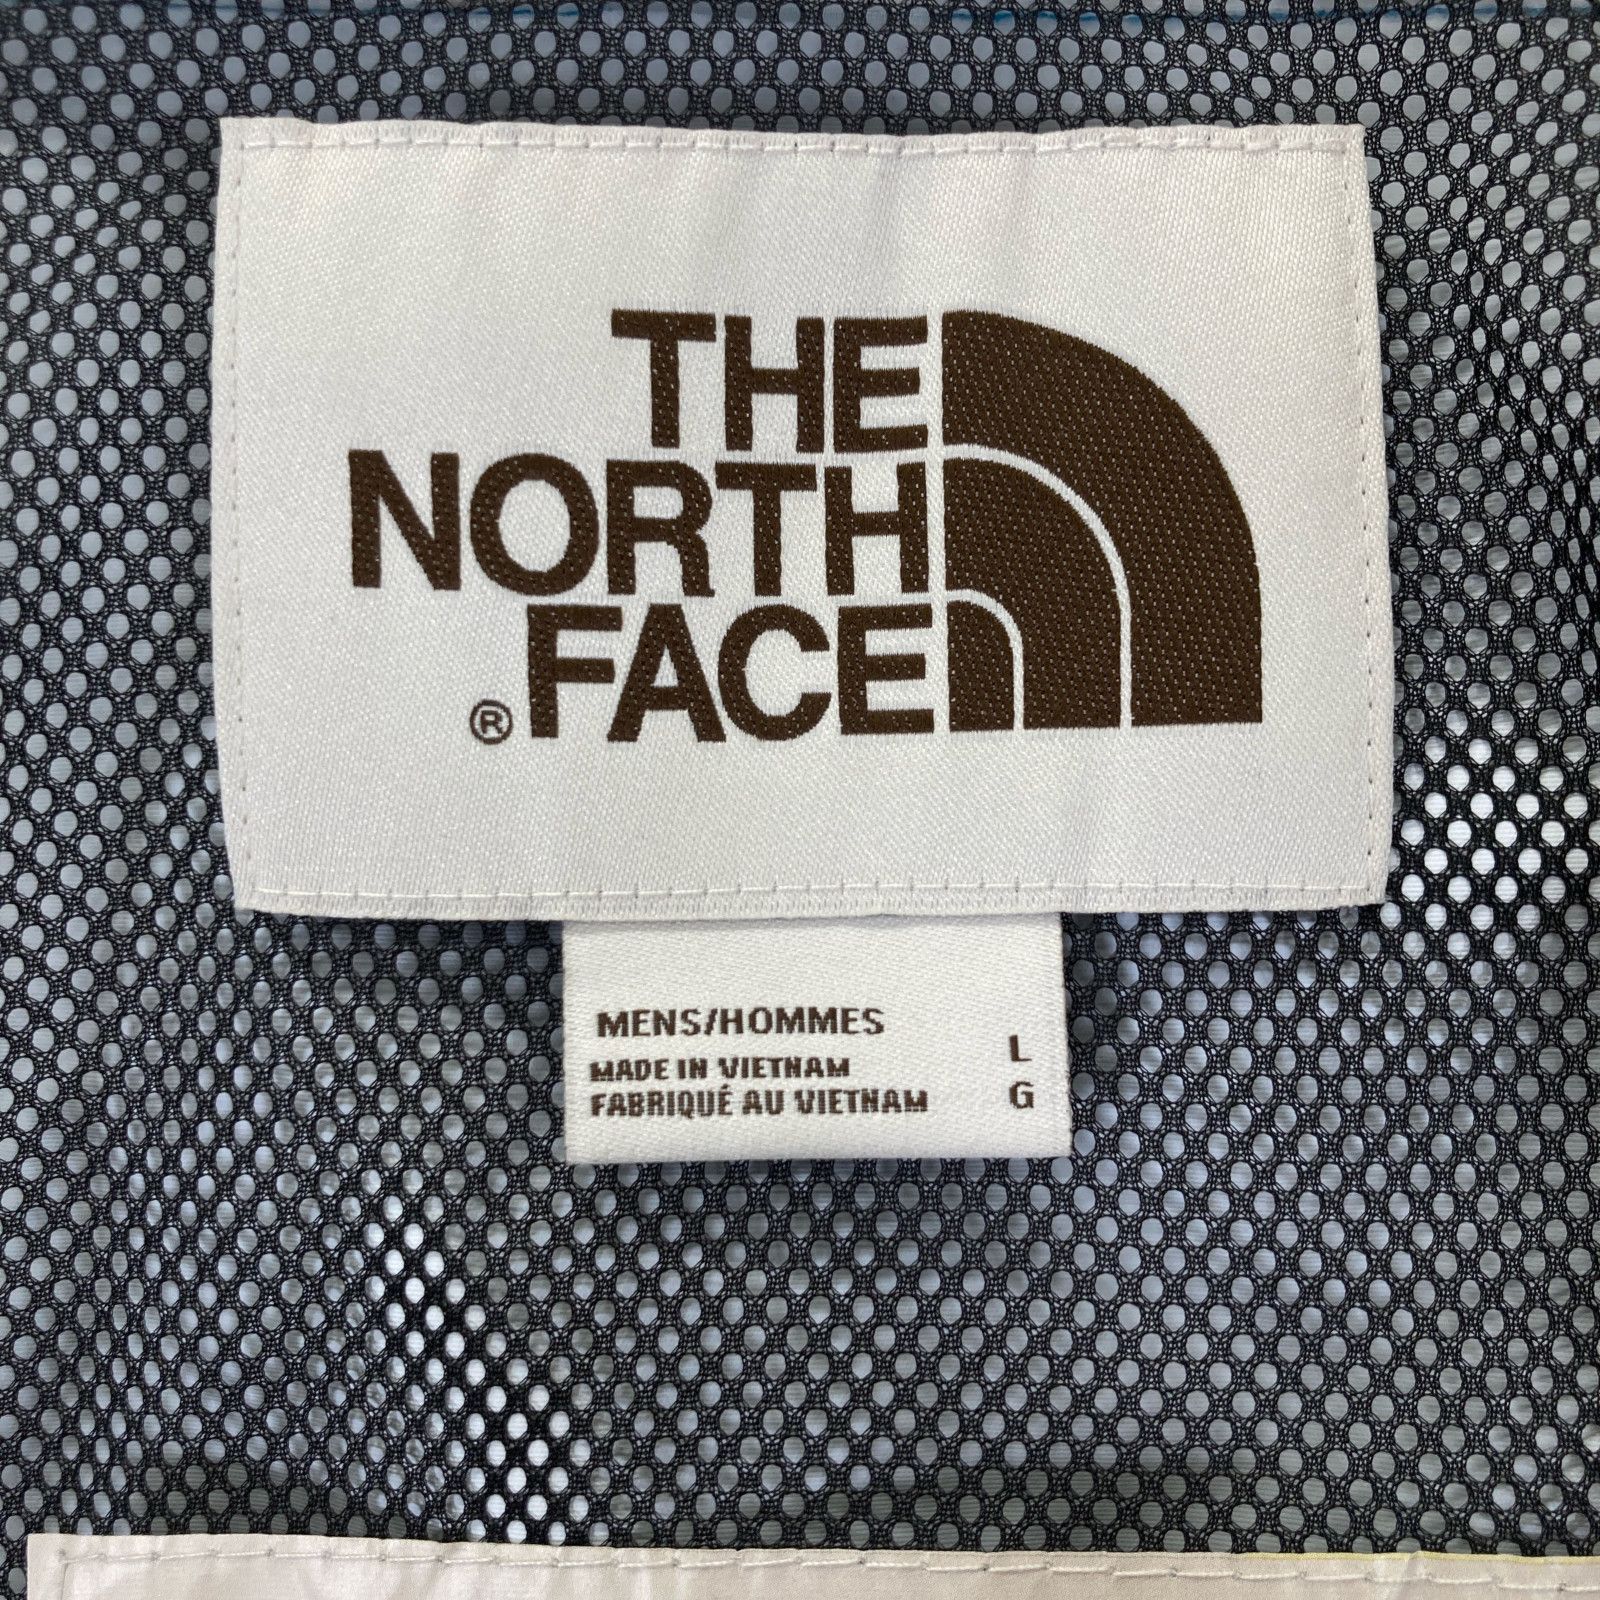 THE
NORTH
® FACE
MENS/HOMMES
MADE IN VIETNAM L
FABRIQUÉ AU VIETNAM G